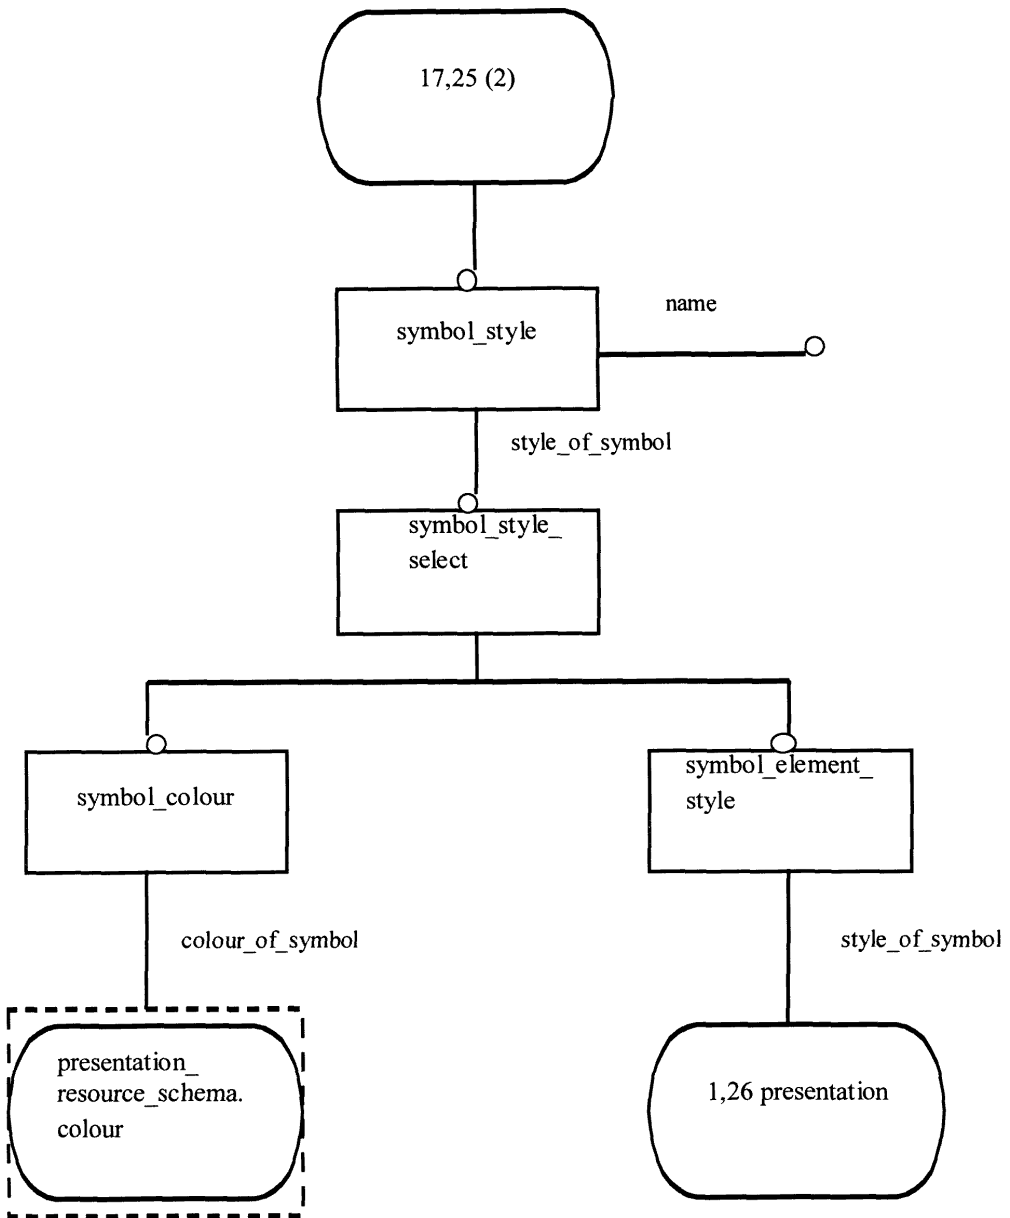 17,25 (2)
name
symbol_style
style_of_symbol
symbol_style_
select
symbol_element_
style
symbol_colour
colour_of_symbol
style_of_symbol
presentation_
resource_schema.
colour
1,26 presentation